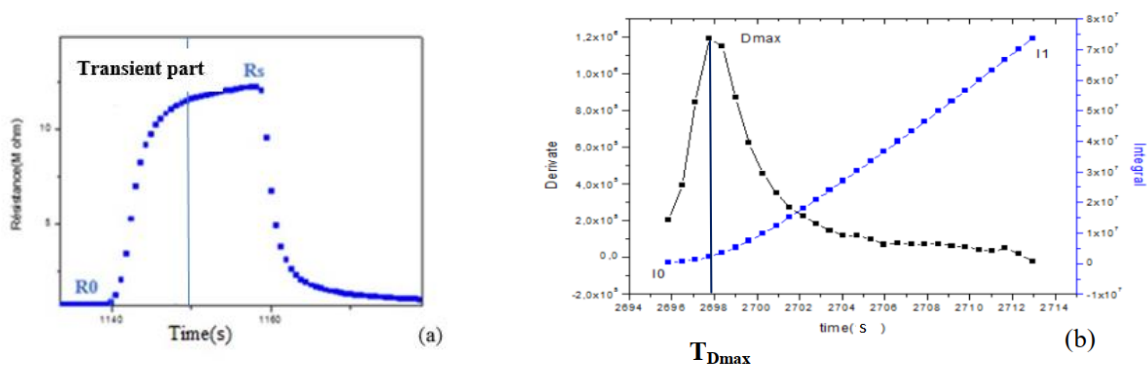 Transient part
Rs
R0
Résistance(M ohm)
10
5
1140
1160
Time(s)
(a)
Dmax
I1
I0
Derivate
1,2x10⁶
1,0x10⁶
8,0x10⁵
6,0x10⁵
4,0x10⁵
2,0x10⁵
0,0
-2,0x10⁵
8x10⁷
7x10⁷
6x10⁷
5x10⁷
4x10⁷
3x10⁷
2x10⁷
1x10⁷
0
-1x10⁷
Integral
2694 2696 2698 2700 2702 2704 2706 2708 2710 2712 2714
time( s )
TDmax
(b)